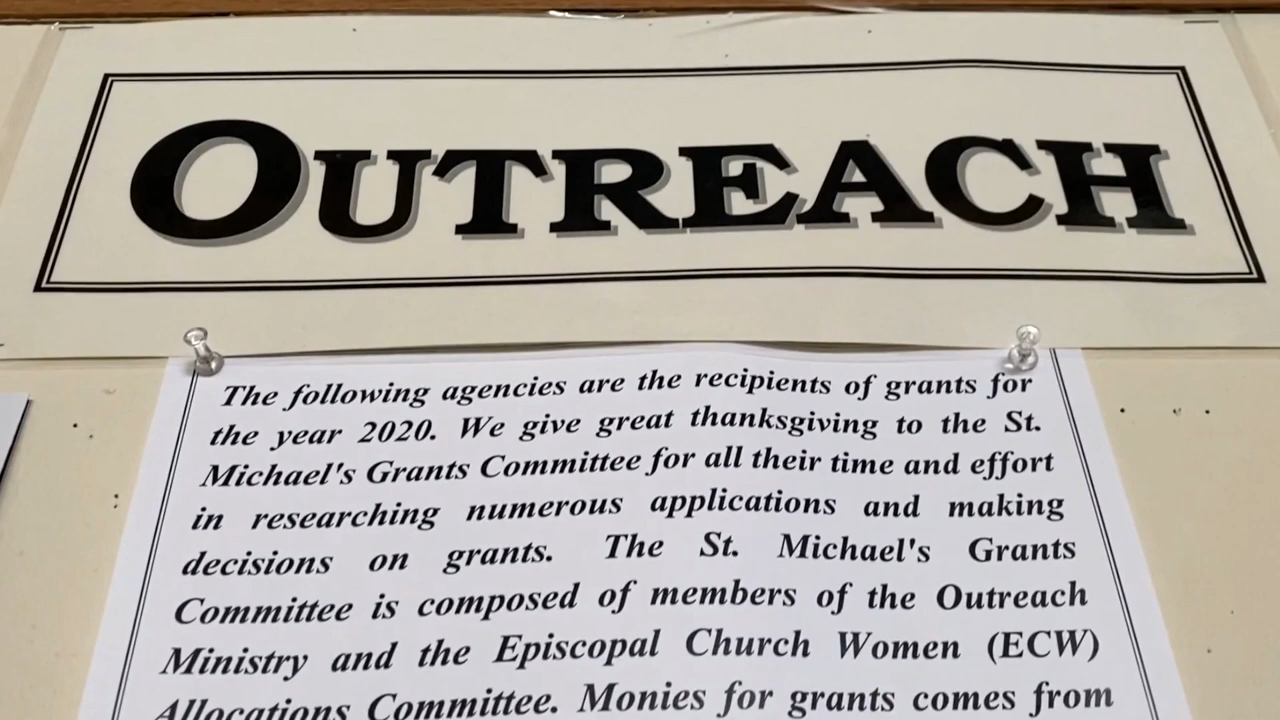 OUTREACH
The following agencies are the recipients of grants for
the year 2020. We give great thanksgiving to the St.
Michael's Grants Committee for all their time and effort
in researching numerous applications and making
decisions on grants. The St. Michael's Grants
Committee is composed of members of the Outreach
Ministry and the Episcopal Church Women (ECW)
Allocations Committee. Monies for grants comes from